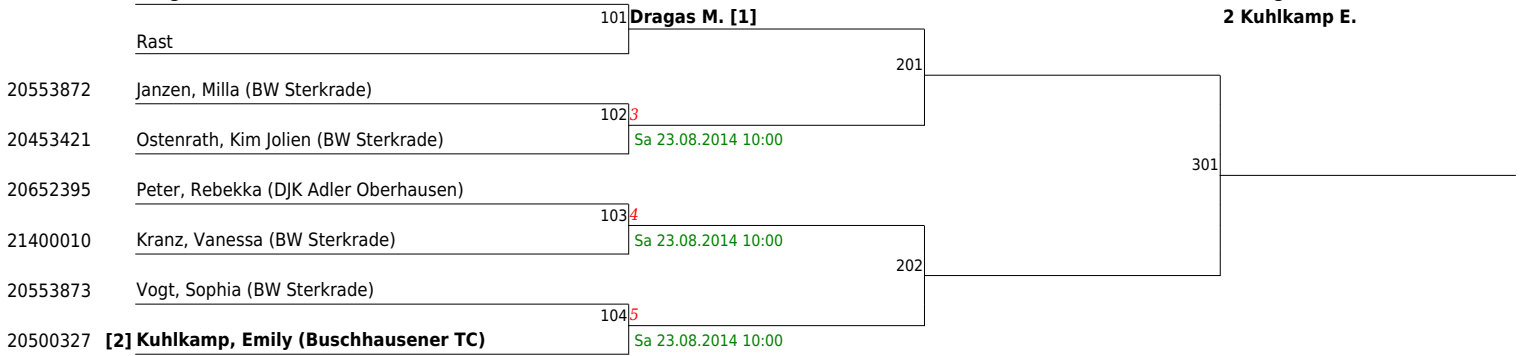 101 Dragas M. [1]
2 Kuhlkamp E.
Rast
201
20553872 Janzen, Milla (BW Sterkrade)
102 3
20453421 Ostenrath, Kim Jolien (BW Sterkrade)
Sa 23.08.2014 10:00
301
20652395 Peter, Rebekka (DJK Adler Oberhausen)
103 4
21400010 Kranz, Vanessa (BW Sterkrade)
Sa 23.08.2014 10:00
202
20553873 Vogt, Sophia (BW Sterkrade)
104 5
20500327 [2] Kuhlkamp, Emily (Buschhausener TC)
Sa 23.08.2014 10:00